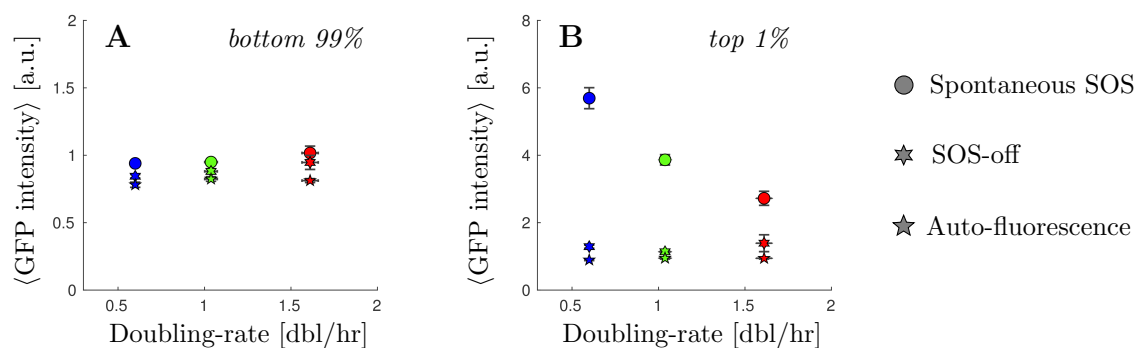 A
bottom 99%
⟨GFP intensity⟩ [a.u.]
2
1.5
1
0.5
0
0.5
1
1.5
2
Doubling-rate [dbl/hr]
B
top 1%
⟨GFP intensity⟩ [a.u.]
8
6
4
2
0
0.5
1
1.5
2
Doubling-rate [dbl/hr]
Spontaneous SOS
SOS-off
Auto-fluorescence